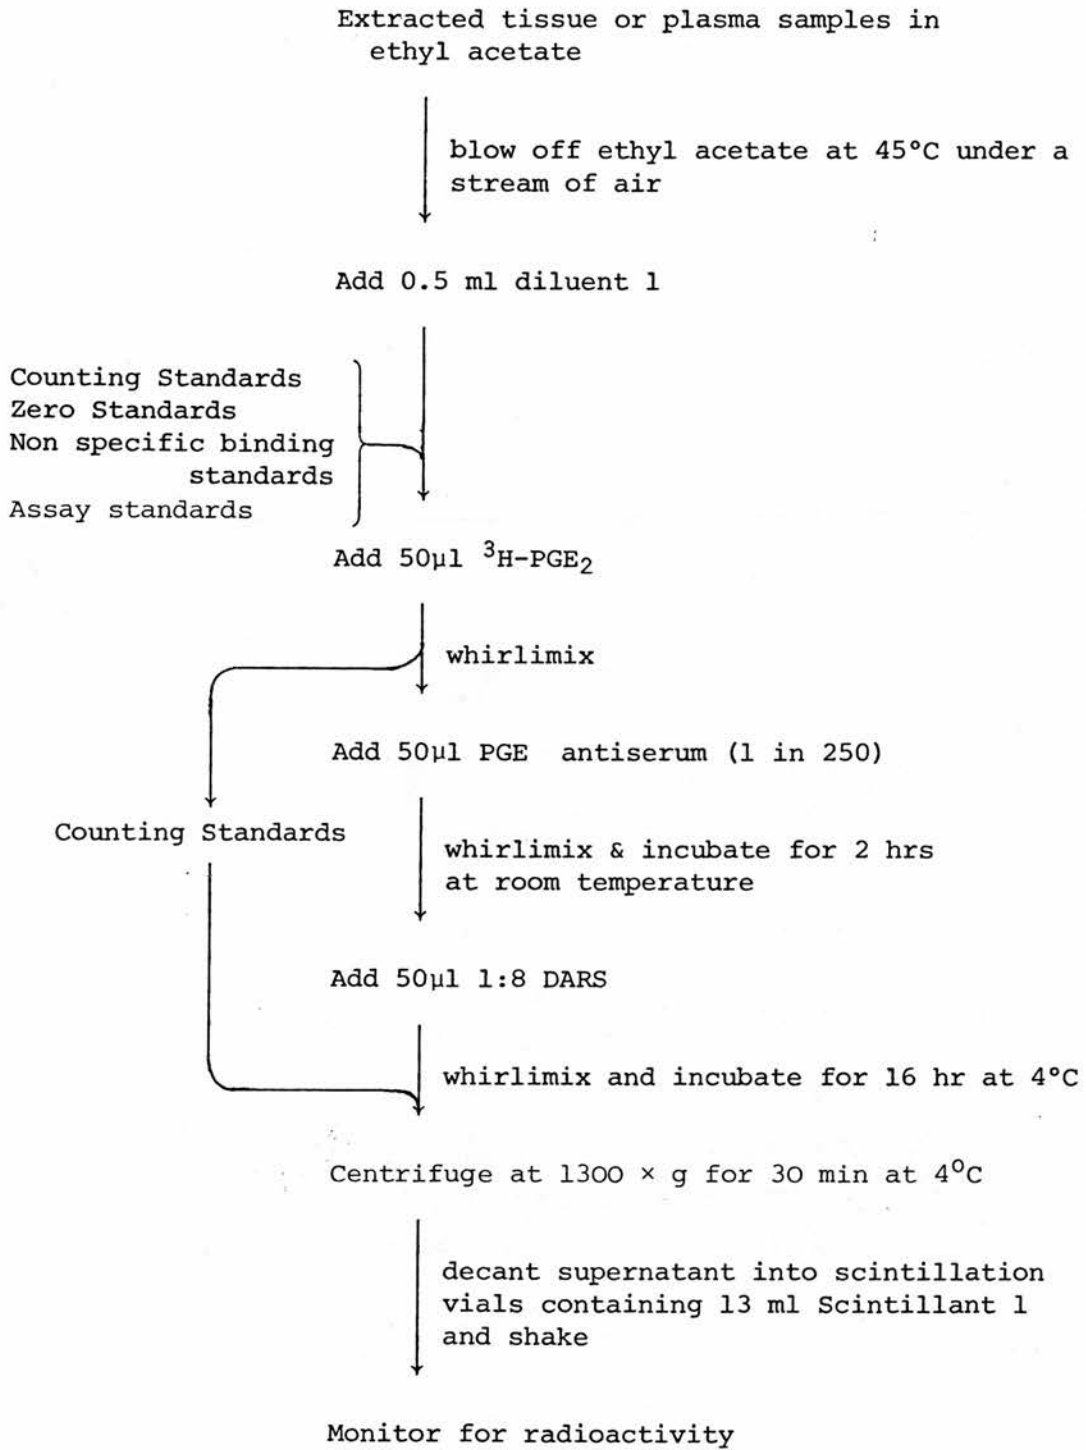 Extracted tissue or plasma samples in
ethyl acetate
blow off ethyl acetate at 45°C under a
stream of air
Add 0.5 ml diluent 1
Counting Standards
Zero Standards
Non specific binding
standards
Assay standards
Add 50µl ³H-PGE₂
whirlimix
Add 50µl PGE antiserum (1 in 250)
Counting Standards
whirlimix & incubate for 2 hrs
at room temperature
Add 50µl 1:8 DARS
whirlimix and incubate for 16 hr at 4°C
Centrifuge at 1300 × g for 30 min at 4°C
decant supernatant into scintillation
vials containing 13 ml Scintillant 1
and shake
Monitor for radioactivity